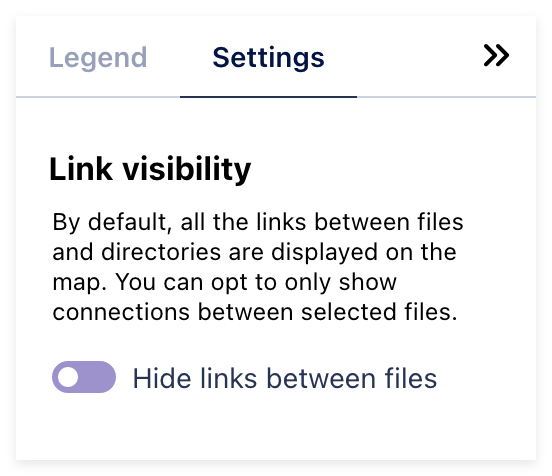 Legend Settings
Link visibility
By default, all the links between files
and directories are displayed on the
map. You can opt to only show
connections between selected files.
Hide links between files